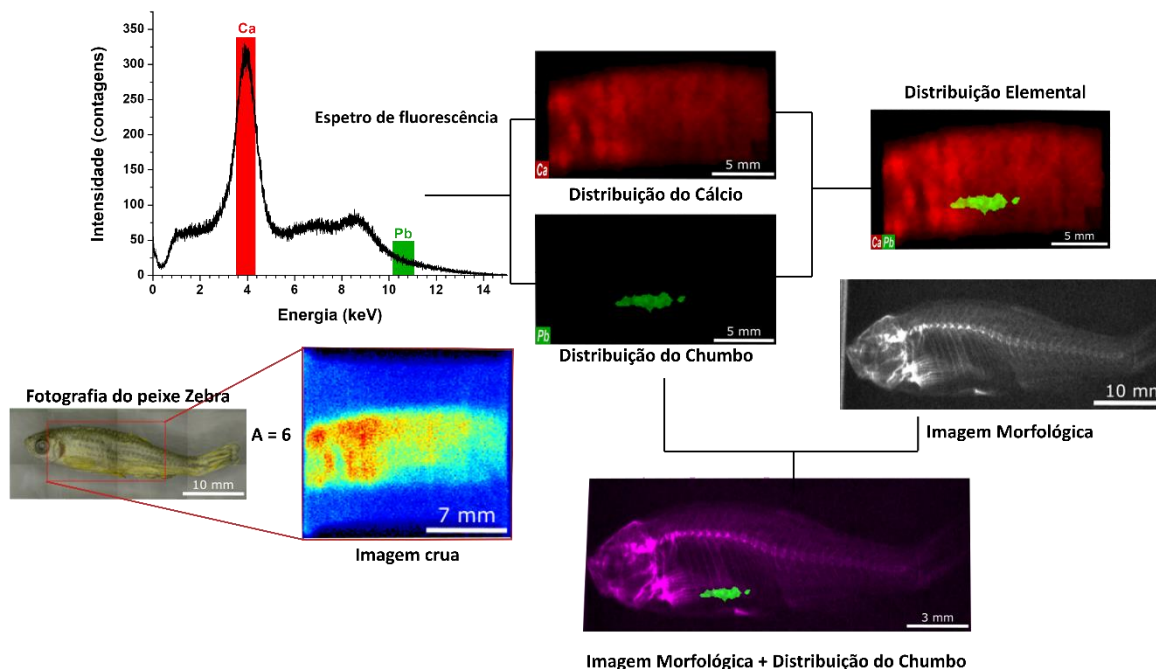 Ca
350
300
250
200
150
100
50
0
Pb
0 2 4 6 8 10 12 14
Intensidade (contagens)
Energia (keV)
Espetro de fluorescência
Ca
5 mm
Distribuição do Cálcio
Pb
5 mm
Distribuição do Chumbo
Distribuição Elemental
Ca Pb
5 mm
10 mm
Imagem Morfológica
Fotografia do peixe Zebra
10 mm
A = 6
7 mm
Imagem crua
3 mm
Imagem Morfológica + Distribuição do Chumbo